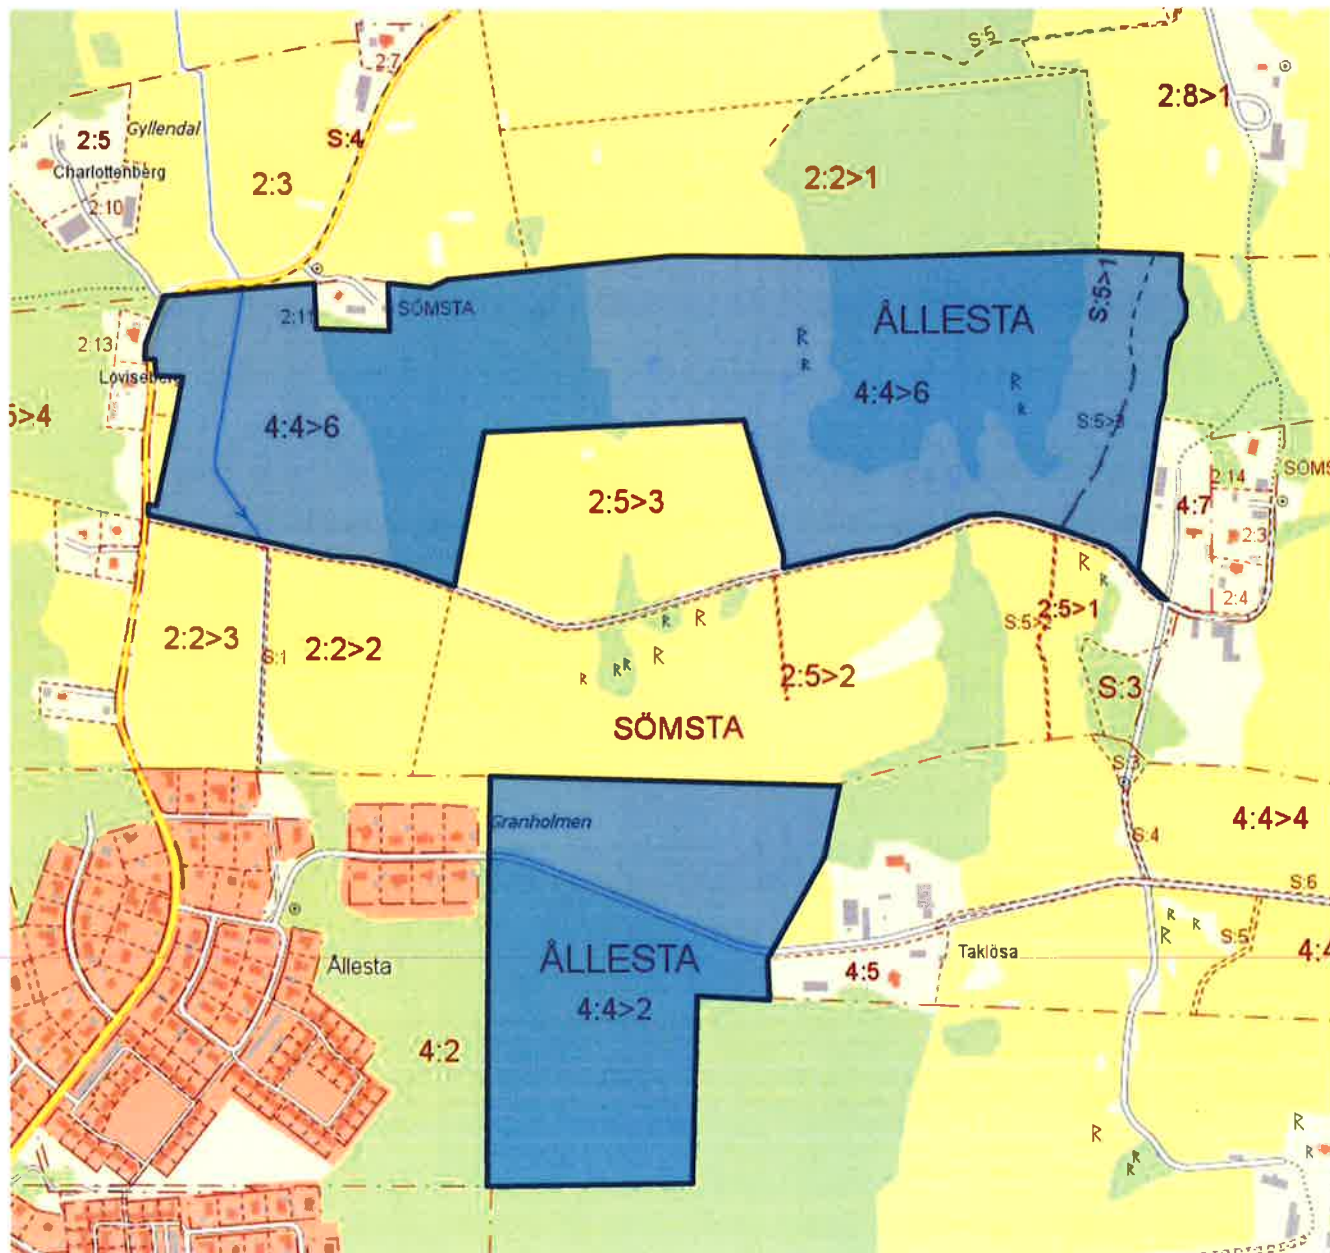 S:5
2:7
2:8>1
2:5
Gyllendal
S:4
Charlottenberg
2:3
2:2>1
2:10
S:5>1
2:11
SÖMSTA
ÅLLESTA
R
2:13
R
Loviseberg
R
4:4>6
R
4:4>6
S:5>3
SÖMS
2:14
2:5>3
4:7
2:3
R
R
2:4
2:5>1
S:5>2
R
R
2:2>3
S:1
2:2>2
R
R
R
R
2:5>2
S:3
SÖMSTA
S:3
Granholmen
4:4>4
S:4
S:6
R
R
R
S:5
4:4
Ållesta
ÅLLESTA
Taklösa
4:5
4:4>2
4:2
R
R
R
R
R